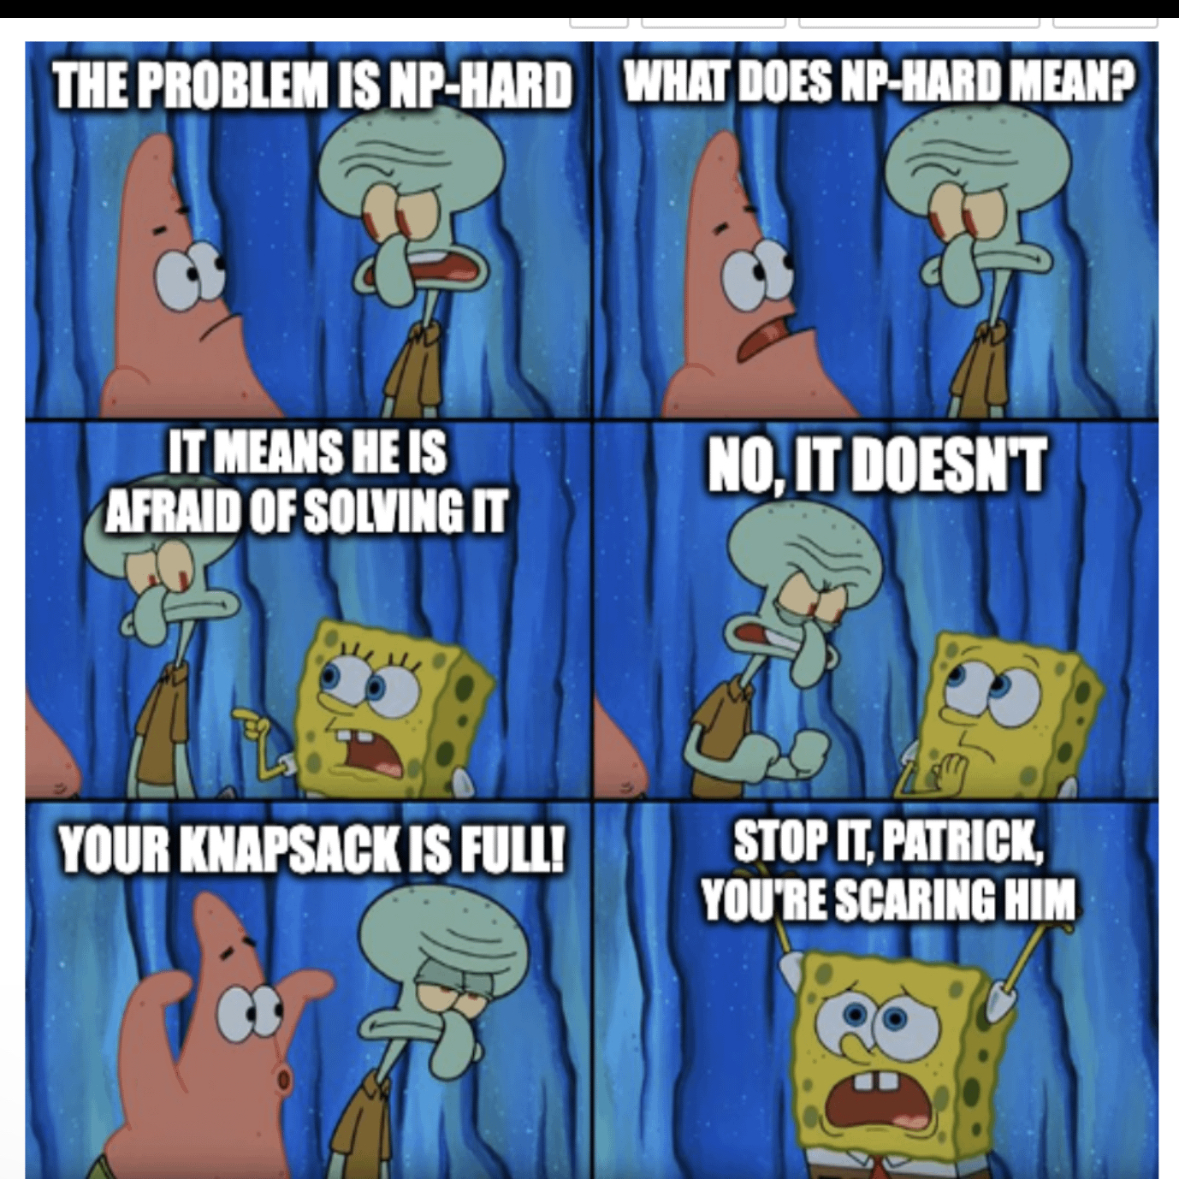 THE PROBLEM IS NP-HARD
WHAT DOES NP-HARD MEAN?
IT MEANS HE IS
AFRAID OF SOLVING IT
NO, IT DOESN'T
YOUR KNAPSACK IS FULL!
STOP IT, PATRICK,
YOU'RE SCARING HIM